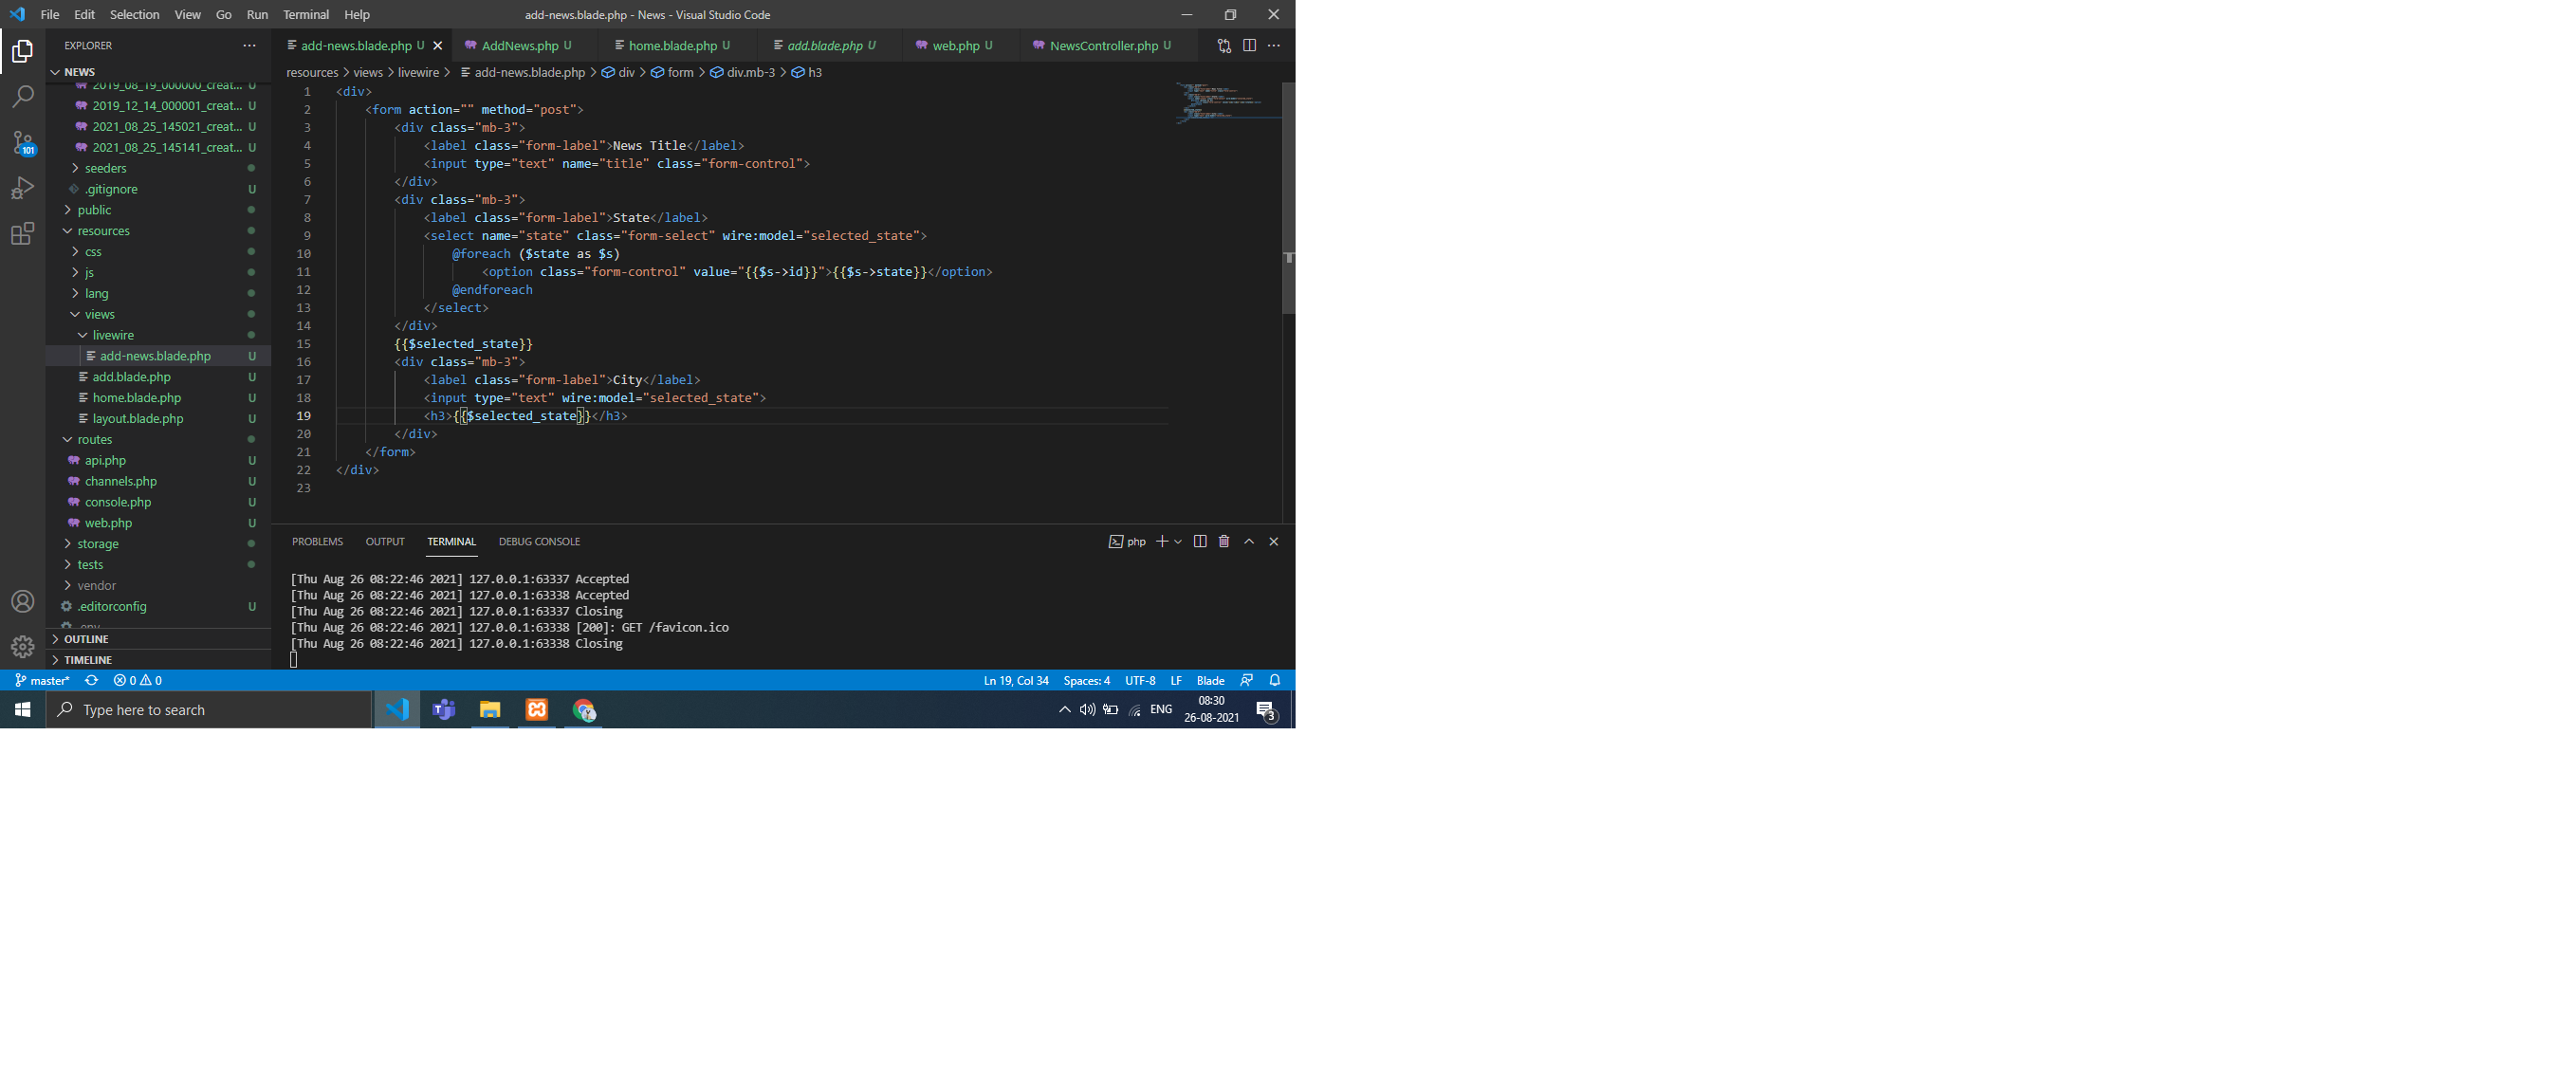 File Edit Selection View Go Run Terminal Help
add-news.blade.php - News - Visual Studio Code
EXPLORER
NEWS
2019_08_19_000000_creat... U
2019_12_14_000001_creat... U
2021_08_25_145021_creat... U
2021_08_25_145141_creat... U
seeders
.gitignore U
public
resources
css
js
lang
views
livewire
add-news.blade.php U
add.blade.php U
home.blade.php U
layout.blade.php U
routes
api.php U
channels.php U
console.php U
web.php U
storage
tests
vendor
.editorconfig U
.env
OUTLINE
TIMELINE
101
add-news.blade.php U AddNews.php U home.blade.php U add.blade.php U web.php U NewsController.php U
resources > views > livewire > add-news.blade.php > div > form > div.mb-3 > h3
1 <div>
2 <form action="" method="post">
3 <div class="mb-3">
4 <label class="form-label">News Title</label>
5 <input type="text" name="title" class="form-control">
6 </div>
7 <div class="mb-3">
8 <label class="form-label">State</label>
9 <select name="state" class="form-select" wire:model="selected_state">
10 @foreach ($state as $s)
11 <option class="form-control" value="{{$s->id}}">{{$s->state}}</option>
12 @endforeach
13 </select>
14 </div>
15 {{$selected_state}}
16 <div class="mb-3">
17 <label class="form-label">City</label>
18 <input type="text" wire:model="selected_state">
19 <h3>{{$selected_state}}</h3>
20 </div>
21 </form>
22 </div>
23
PROBLEMS OUTPUT TERMINAL DEBUG CONSOLE
php
[Thu Aug 26 08:22:46 2021] 127.0.0.1:63337 Accepted
[Thu Aug 26 08:22:46 2021] 127.0.0.1:63338 Accepted
[Thu Aug 26 08:22:46 2021] 127.0.0.1:63337 Closing
[Thu Aug 26 08:22:46 2021] 127.0.0.1:63338 [200]: GET /favicon.ico
[Thu Aug 26 08:22:46 2021] 127.0.0.1:63338 Closing
master* 0 0
Ln 19, Col 34 Spaces: 4 UTF-8 LF Blade
Type here to search
ENG
08:30
26-08-2021
3